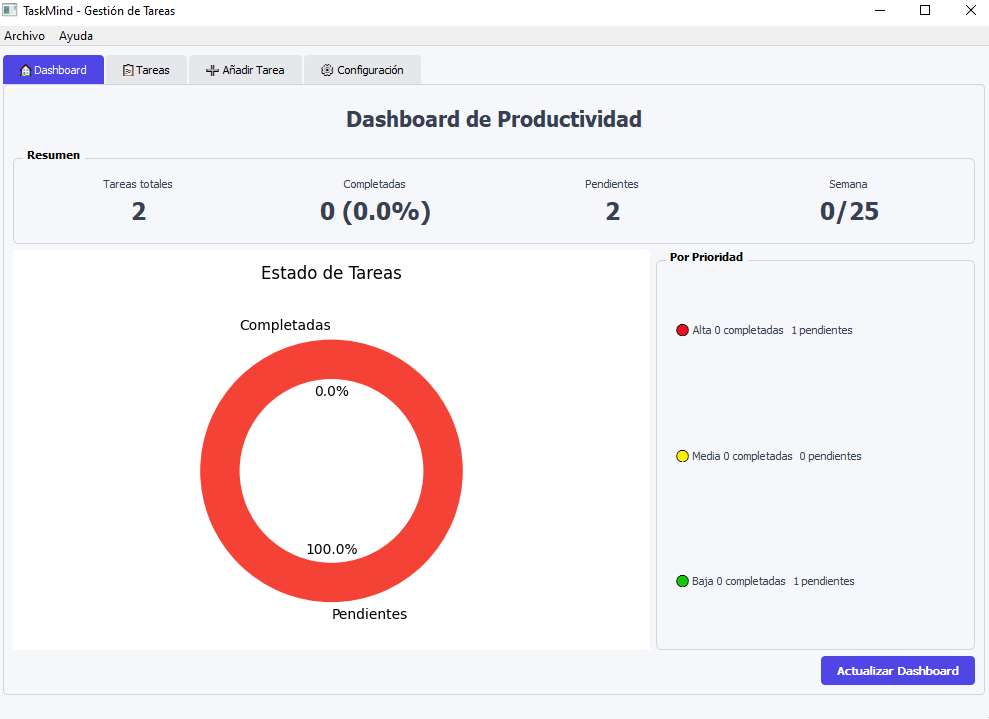 TaskMind - Gestión de Tareas
Archivo Ayuda
Dashboard Tareas Añadir Tarea Configuración
Dashboard de Productividad
Resumen
Tareas totales Completadas Pendientes Semana
2 0 (0.0%) 2 0/25
Estado de Tareas
Completadas
0.0%
100.0%
Pendientes
Por Prioridad
Alta 0 completadas 1 pendientes
Media 0 completadas 0 pendientes
Baja 0 completadas 1 pendientes
Actualizar Dashboard